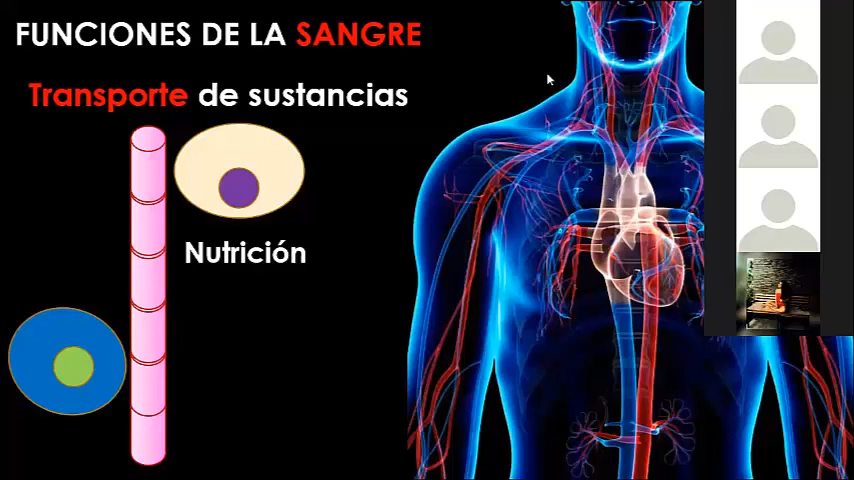 FUNCIONES DE LA SANGRE
Transporte de sustancias
Nutrición